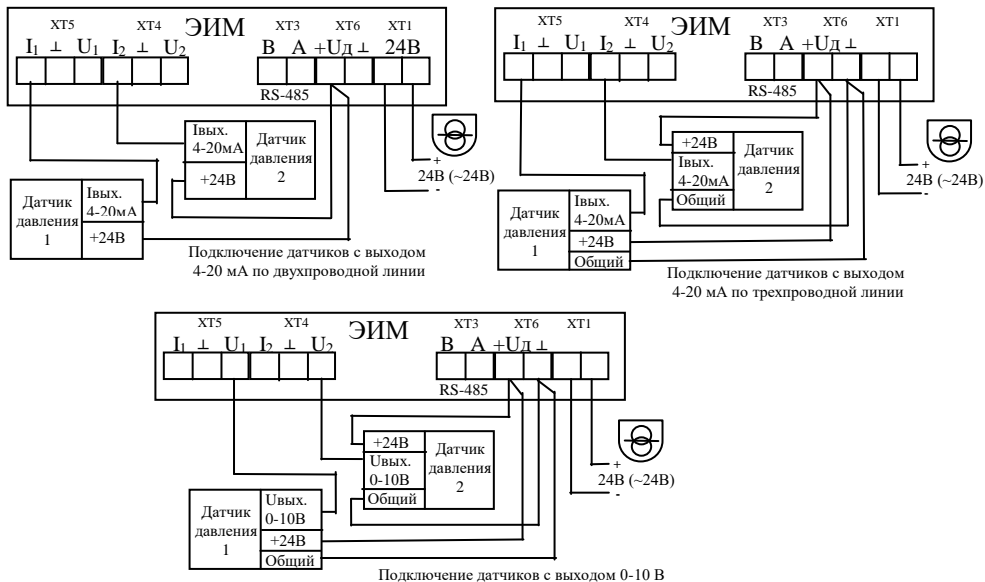 ЭИМ
XT5 XT4 XT3 XT6 XT1
I1 ⊥ U1 I2 ⊥ U2 B A +Uд ⊥ 24В
RS-485
Iвых.
4-20мА
+24В
Датчик
давления
2
+
24В (~24В)
-
Датчик
давления
1
Iвых.
4-20мА
+24В
Подключение датчиков с выходом
4-20 мА по двухпроводной линии
ЭИМ
XT5 XT4 XT3 XT6 XT1
I1 ⊥ U1 I2 ⊥ U2 B A +Uд ⊥
RS-485
+24В
Iвых.
4-20мА
Общий
Датчик
давления
2
+
24В (~24В)
-
Датчик
давления
1
Iвых.
4-20мА
+24В
Общий
Подключение датчиков с выходом
4-20 мА по трехпроводной линии
ЭИМ
XT5 XT4 XT3 XT6 XT1
I1 ⊥ U1 I2 ⊥ U2 B A +Uд ⊥
RS-485
+24В
Uвых.
0-10В
Общий
Датчик
давления
2
+
24В (~24В)
-
Датчик
давления
1
Uвых.
0-10В
+24В
Общий
Подключение датчиков с выходом 0-10 В